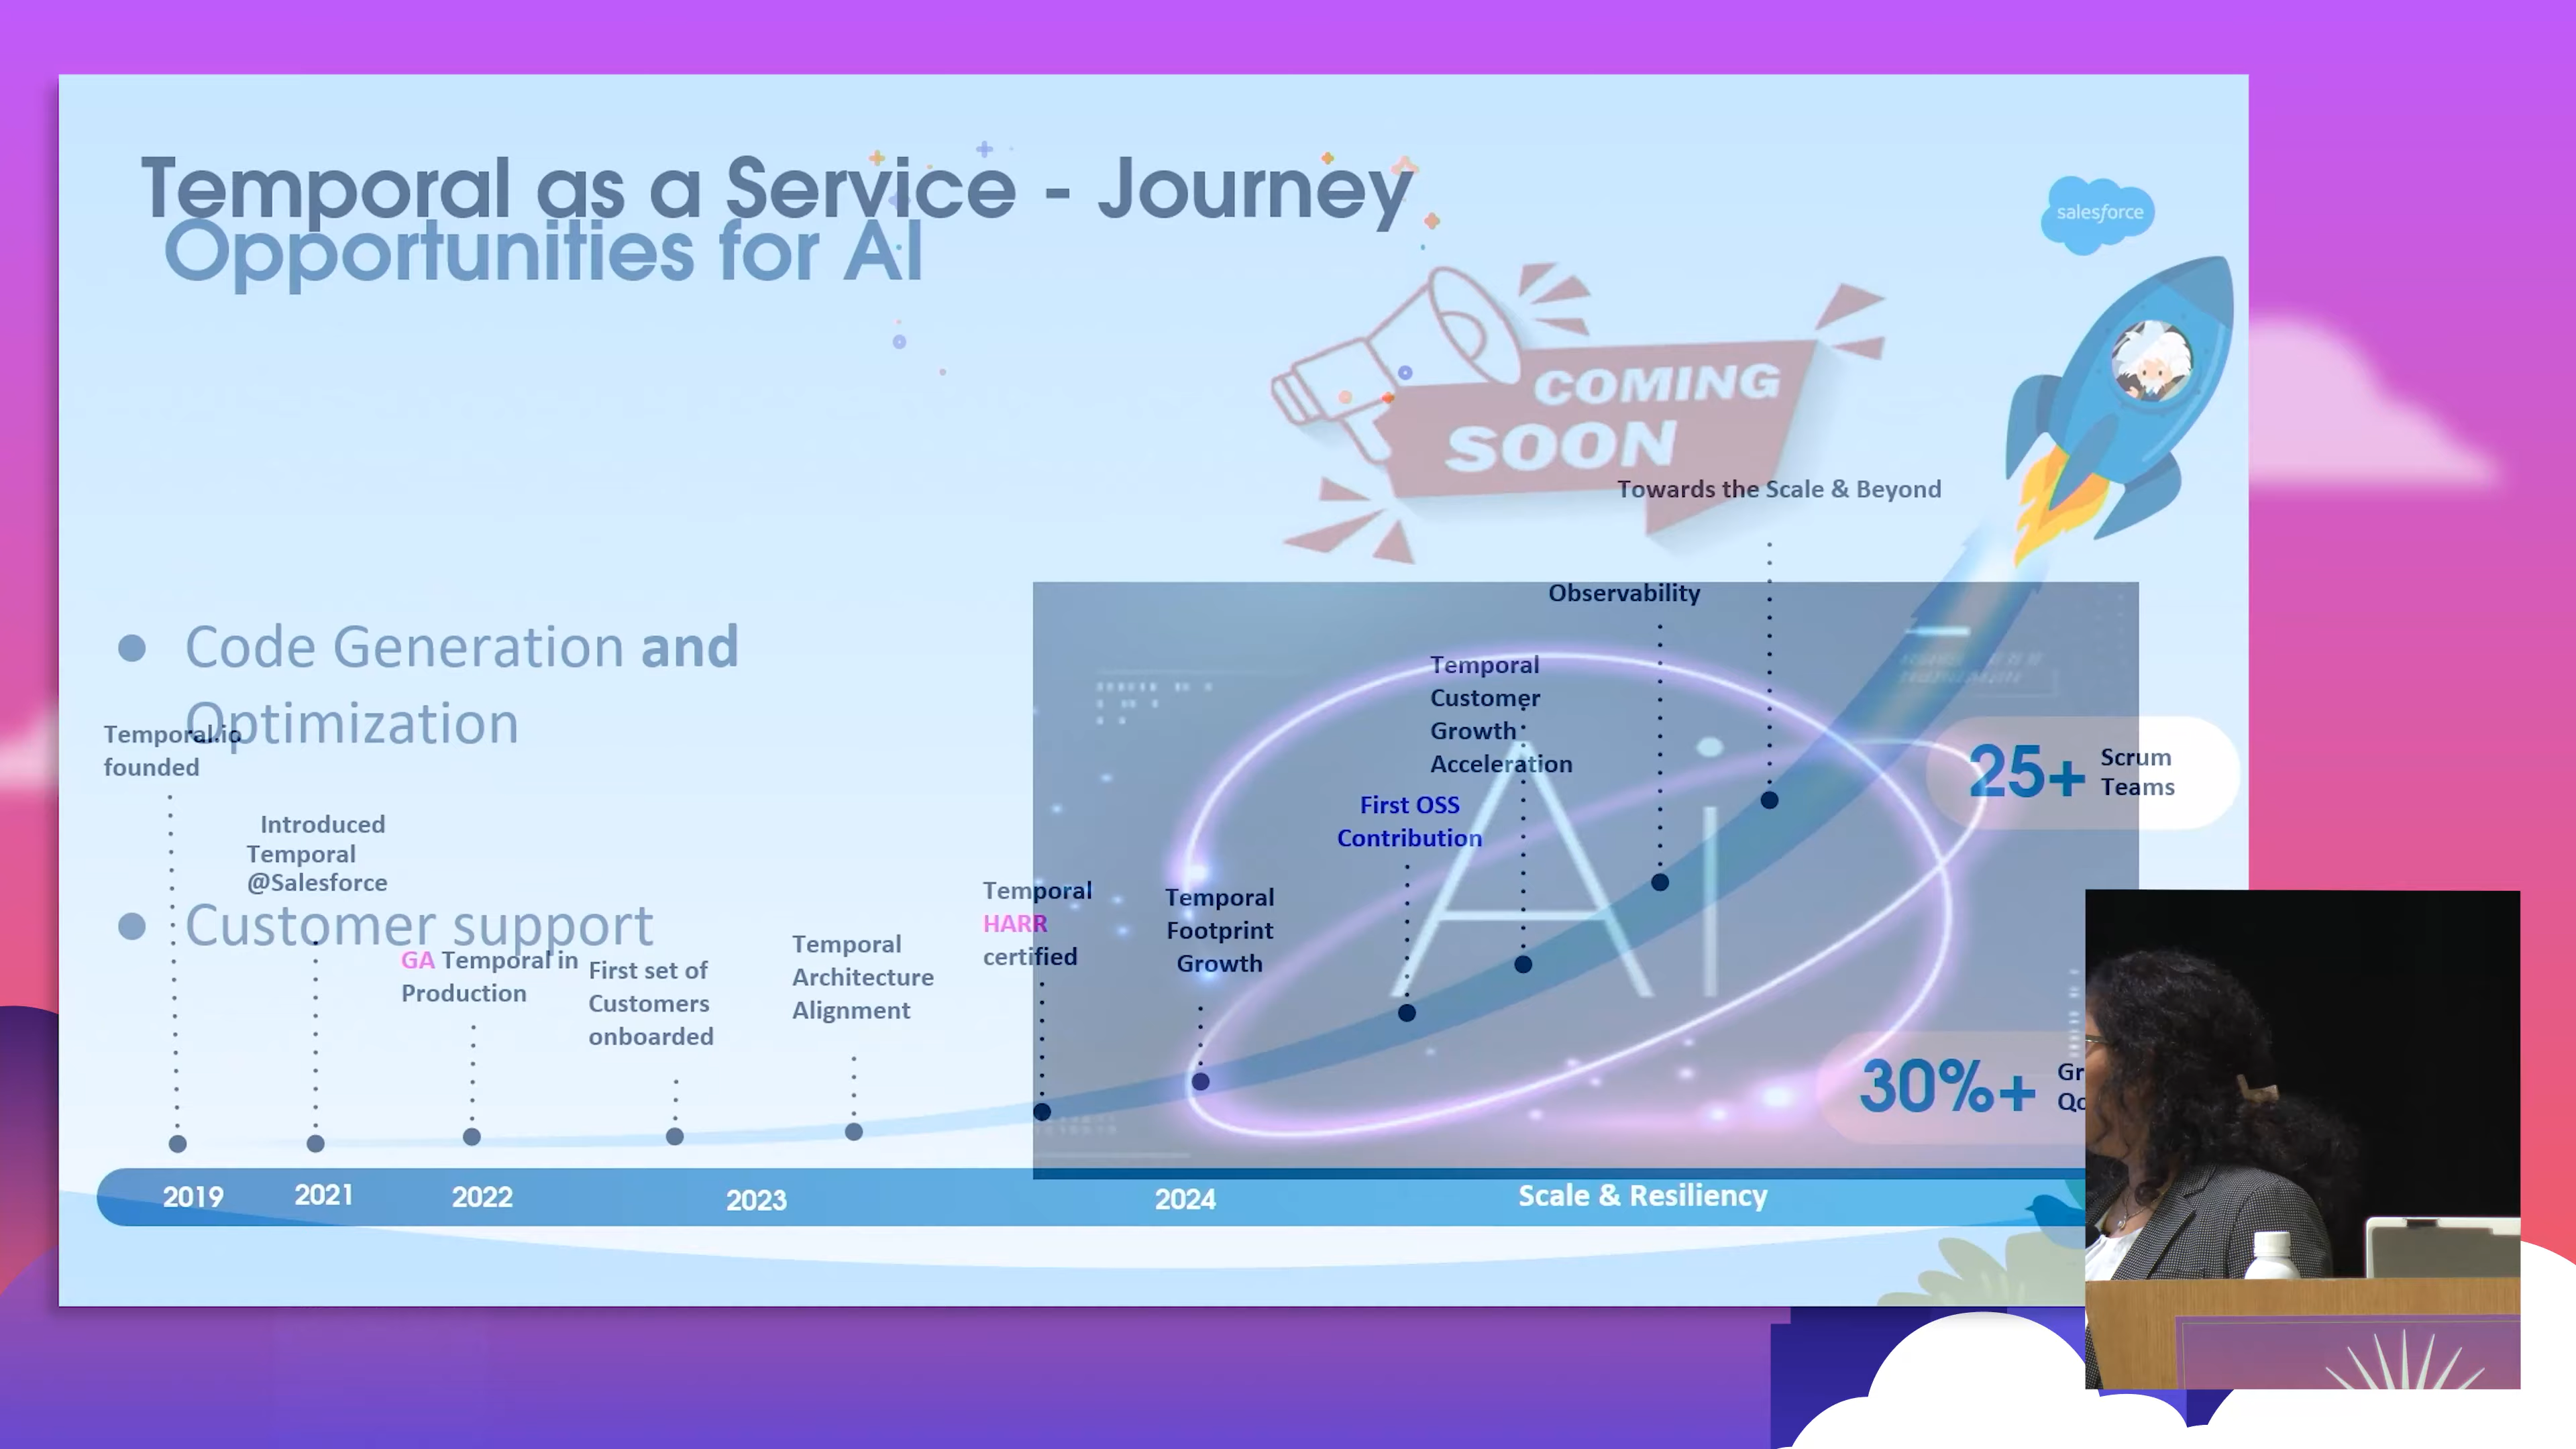 Temporal as a Service - Journey
Opportunities for AI
salesforce
COMING
SOON
Towards the Scale & Beyond
Observability
Code Generation and
Optimization
Temporal
Customer
Growth
Acceleration
Temporal.io
founded
25+ Scrum
Teams
First OSS
Contribution
Introduced
Temporal
@Salesforce
Customer support
Temporal
HARR
certified
Temporal
Footprint
Growth
Temporal
Architecture
Alignment
GA Temporal in
Production
First set of
Customers
onboarded
Ai
30%+
2019
2021
2022
2023
2024
Scale & Resiliency